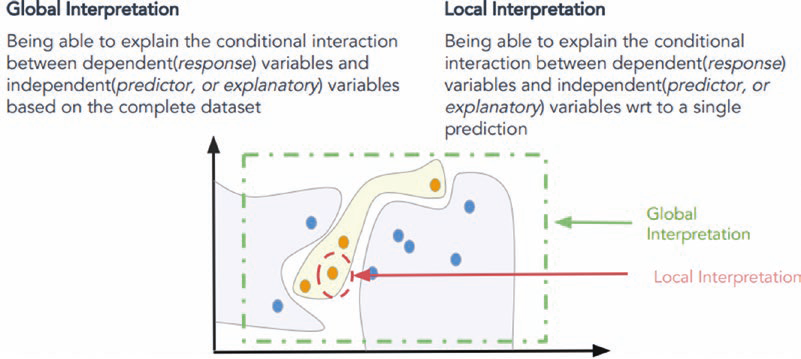 Global Interpretation
Being able to explain the conditional interaction
between dependent(response) variables and
independent(predictor, or explanatory) variables
based on the complete dataset
Local Interpretation
Being able to explain the conditional
interaction between dependent(response)
variables and independent(predictor, or
explanatory) variables wrt to a single
prediction
Global
Interpretation
Local Interpretation